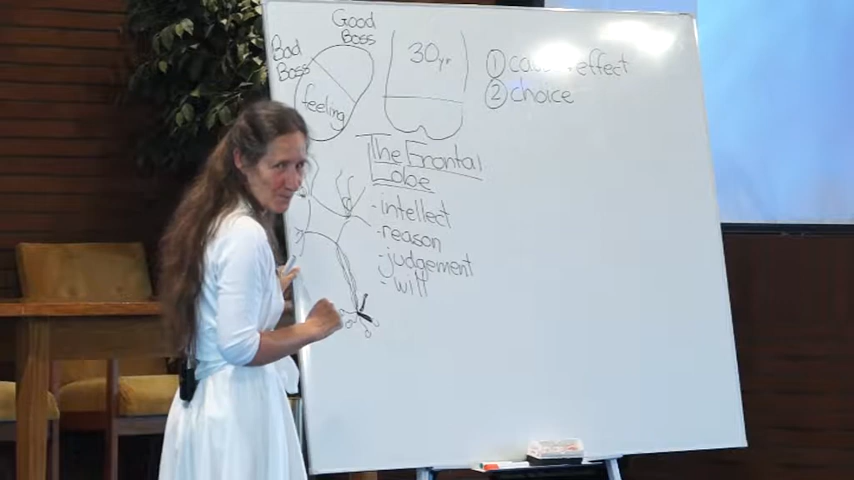 Good
Boss
Bad
Boss
feeling
30yr
① cause effect
② choice
The Frontal
Lobe
- intellect
- reason
- judgement
- will